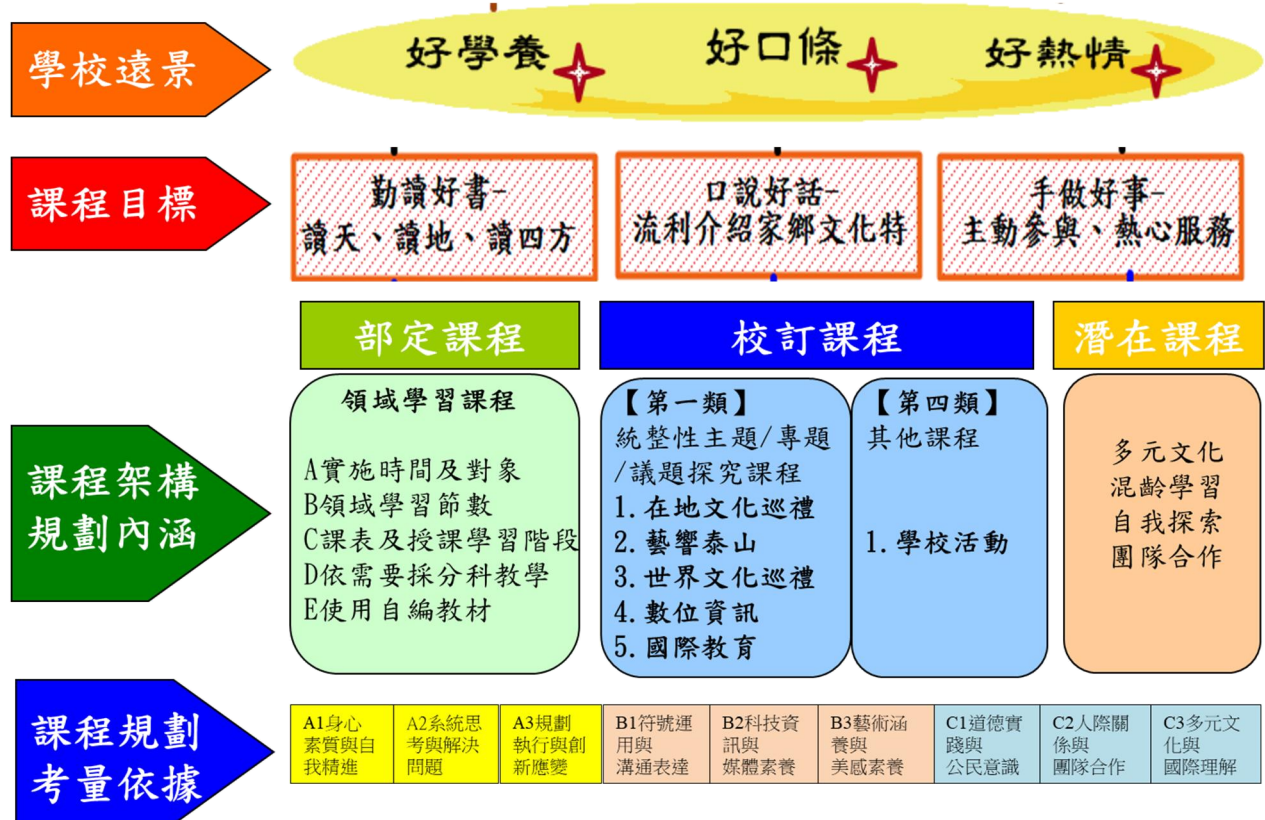 學校遠景
好學養
好口條
好熱情
課程目標
勤讀好書-
讀天、讀地、讀四方
口說好話-
流利介紹家鄉文化特
手做好事-
主動參與、熱心服務
部定課程
校訂課程
潛在課程
課程架構
規劃內涵
領域學習課程
A實施時間及對象
B領域學習節數
C課表及授課學習階段
D依需要採分科教學
E使用自編教材
【第一類】
統整性主題/專題
/議題探究課程
1.在地文化巡禮
2.藝響泰山
3.世界文化巡禮
4.數位資訊
5.國際教育
【第四類】
其他課程
1.學校活動
多元文化
混齡學習
自我探索
團隊合作
課程規劃
考量依據
A1身心
素質與自
我精進
A2系統思
考與解決
問題
A3規劃
執行與創
新應變
B1符號運
用與
溝通表達
B2科技資
訊與
媒體素養
B3藝術涵
養與
美感素養
C1道德實
踐與
公民意識
C2人際關
係與
團隊合作
C3多元文
化與
國際理解